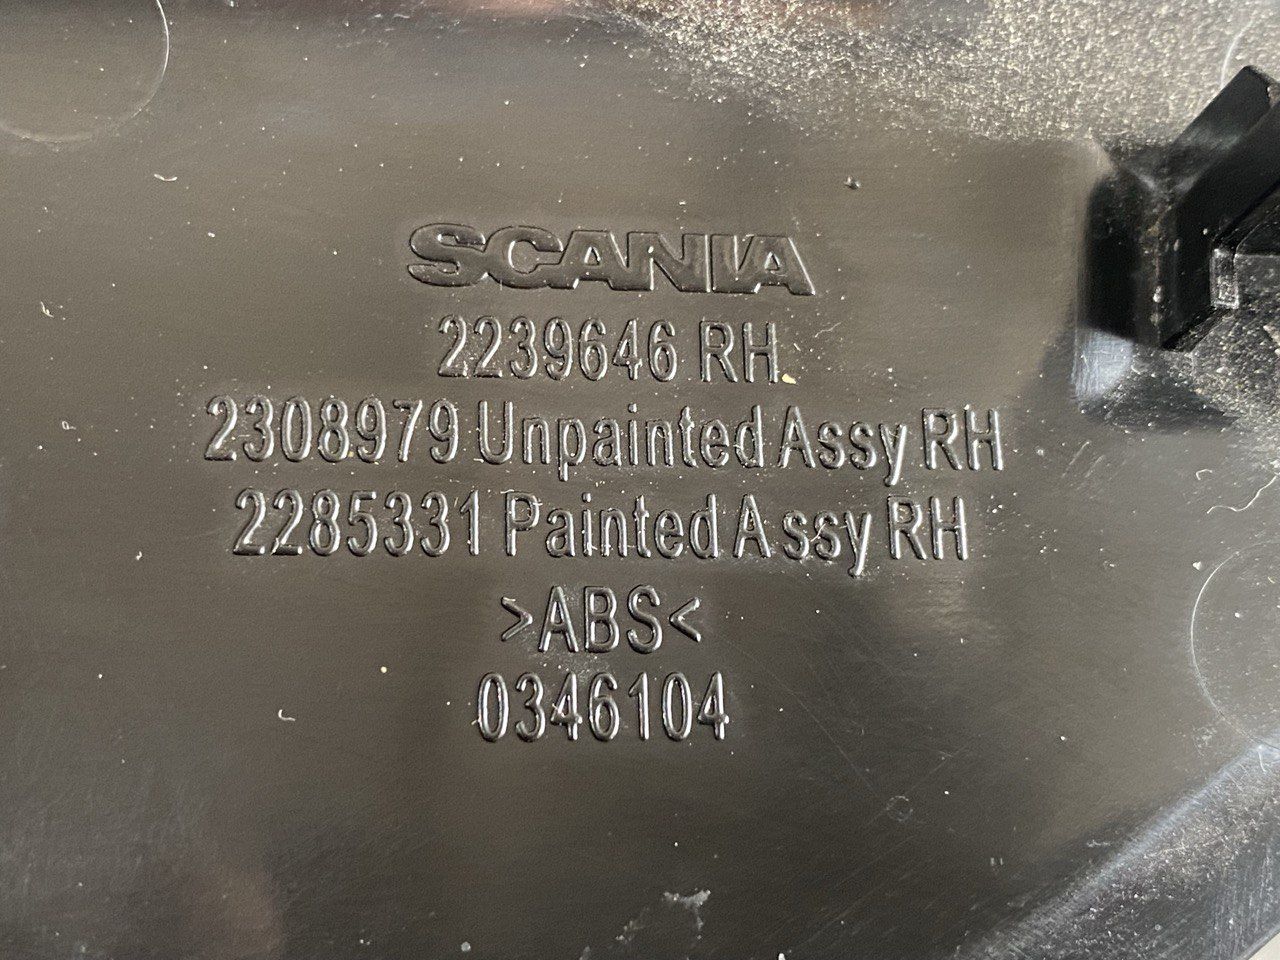 SCANIA
2239646 RH
2308979 Unpainted Assy RH
2285331 Painted Assy RH
>ABS<
0346104